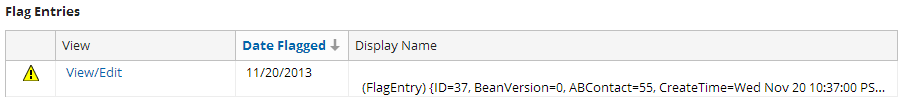 Flag Entries
View Date Flagged Display Name
View/Edit 11/20/2013 (FlagEntry) {ID=37, BeanVersion=0, ABContact=55, CreateTime=Wed Nov 20 10:37:00 PS...